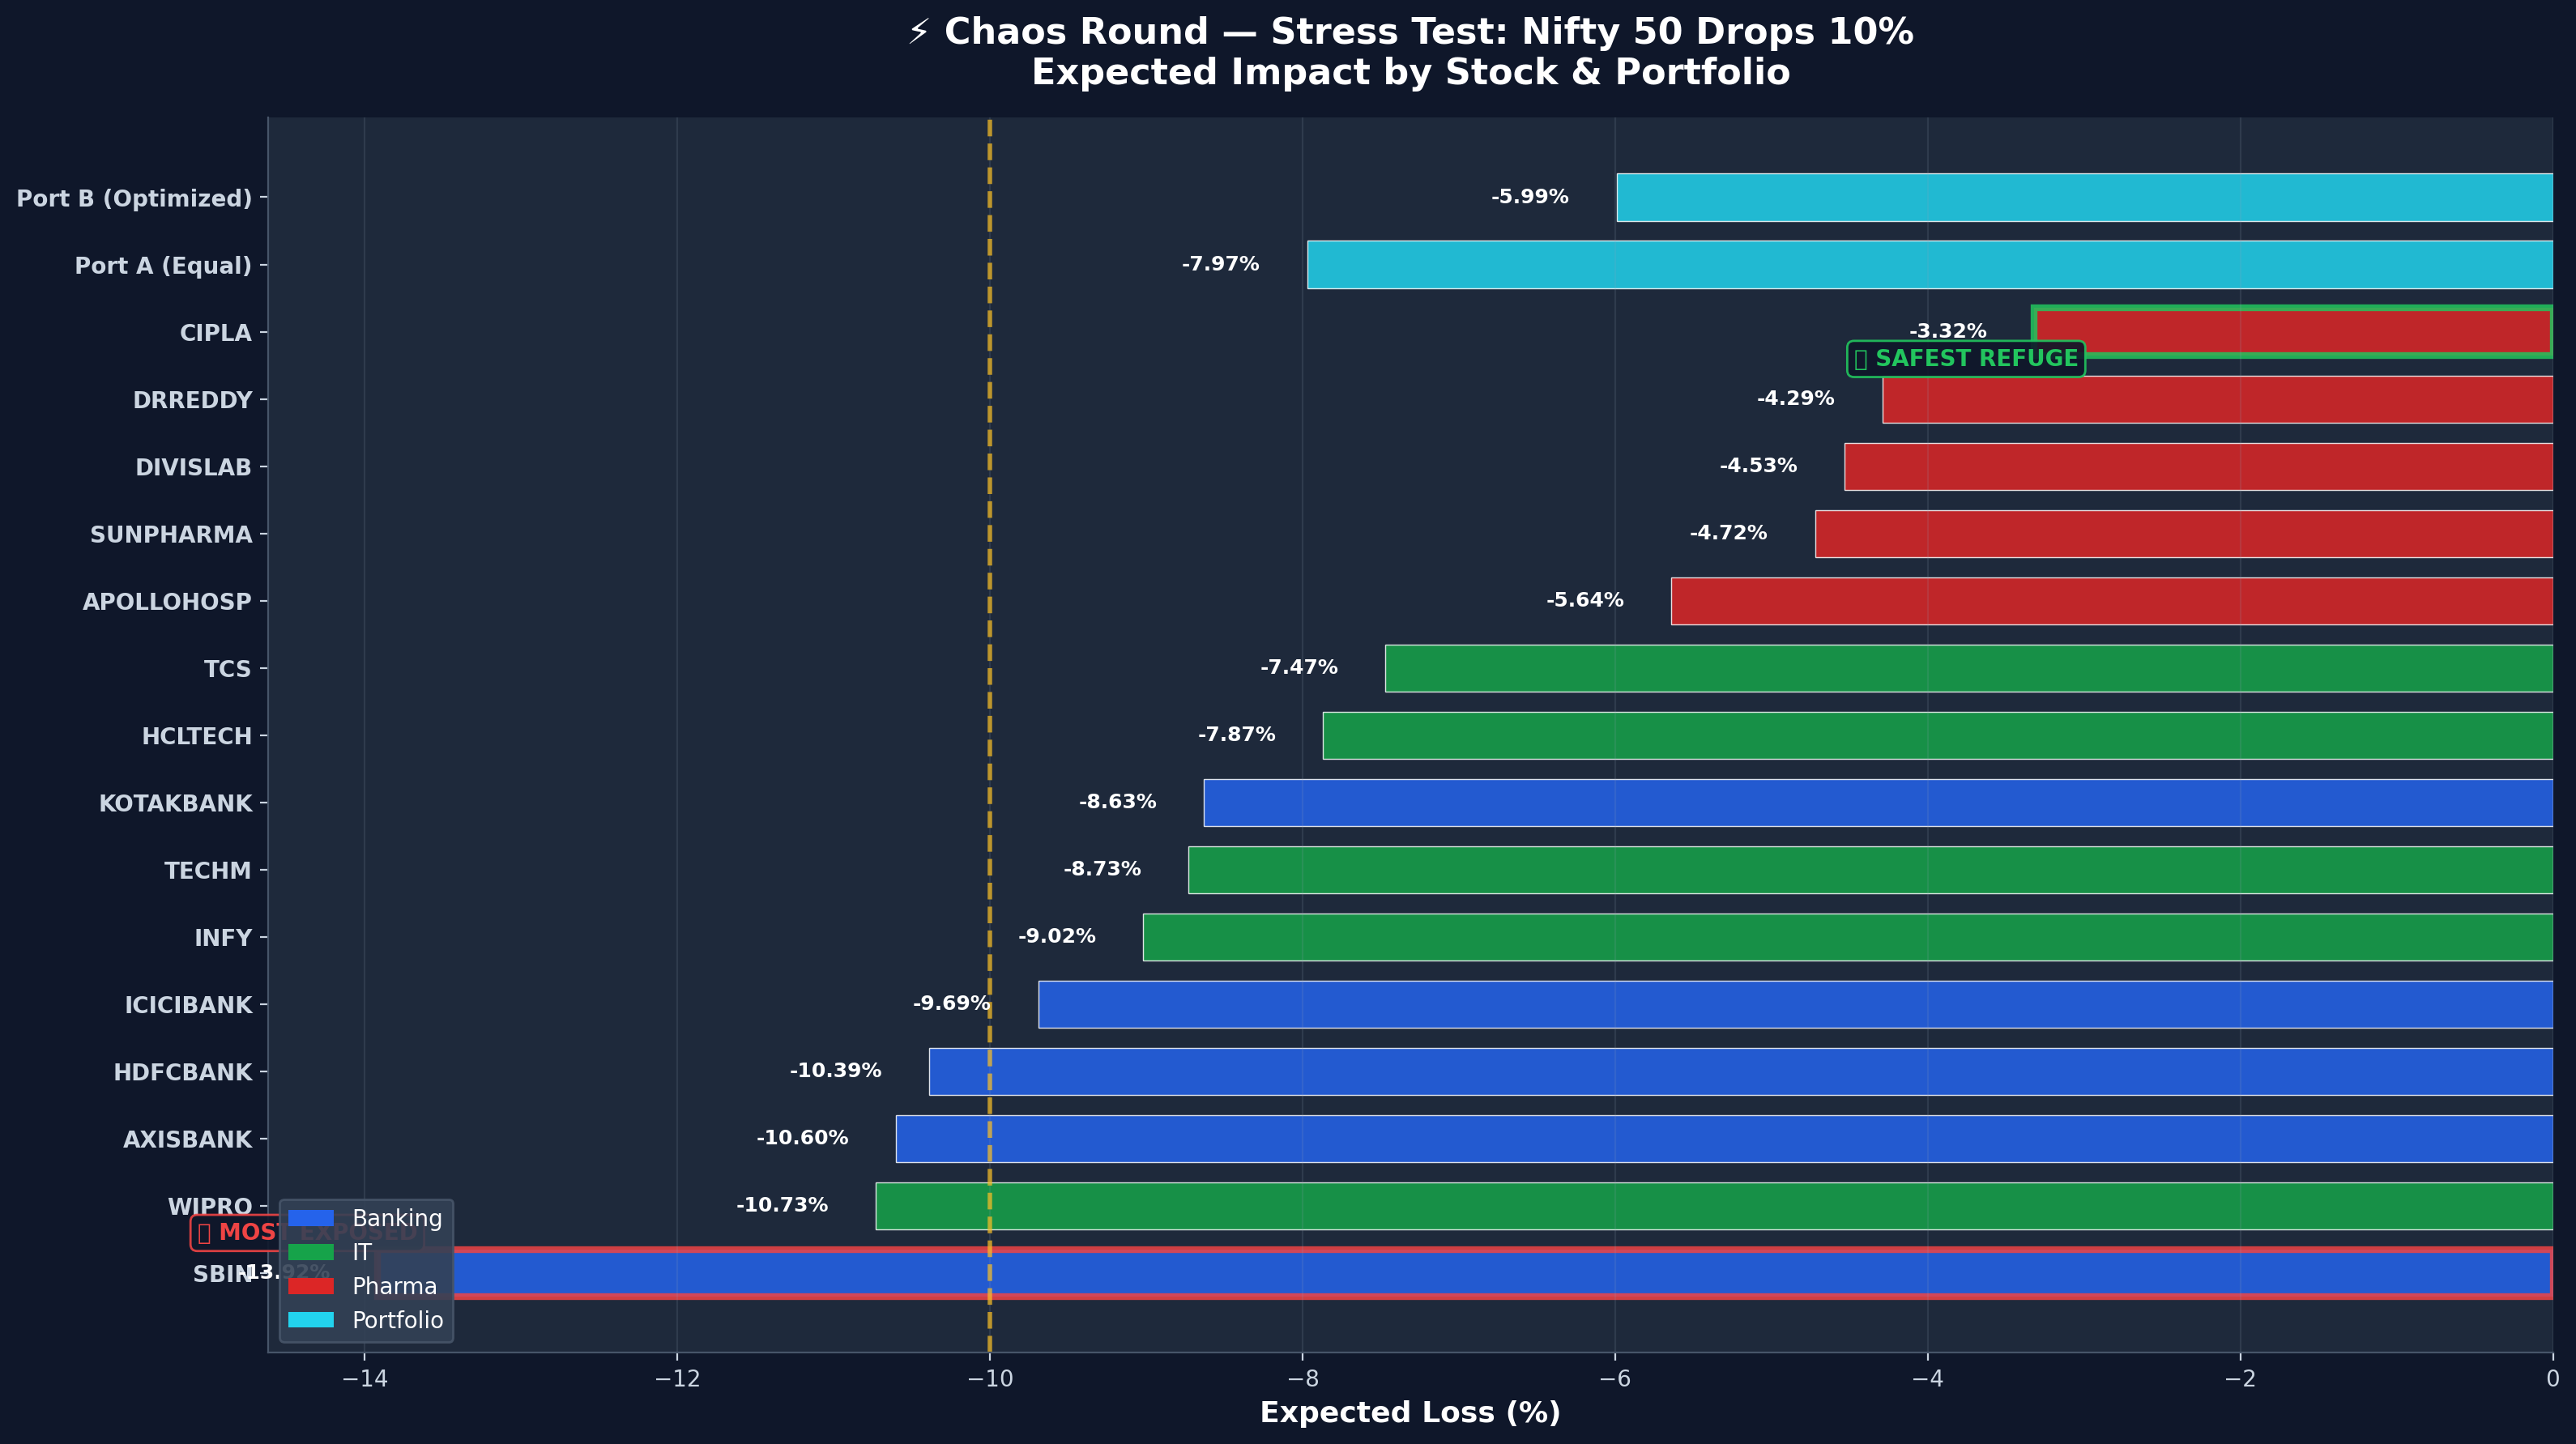 ⚡ Chaos Round — Stress Test: Nifty 50 Drops 10%
Expected Impact by Stock & Portfolio
Port B (Optimized)
-5.99%
Port A (Equal)
-7.97%
CIPLA
-3.32%
SAFEST REFUGE
DRREDDY
-4.29%
DIVISLAB
-4.53%
SUNPHARMA
-4.72%
APOLLOHOSP
-5.64%
TCS
-7.47%
HCLTECH
-7.87%
KOTAKBANK
-8.63%
TECHM
-8.73%
INFY
-9.02%
ICICIBANK
-9.69%
HDFCBANK
-10.39%
AXISBANK
-10.60%
WIPRO
-10.73%
MOST EXPOSED
SBIN
-13.92%
Banking
IT
Pharma
Portfolio
−14
−12
−10
−8
−6
−4
−2
0
Expected Loss (%)